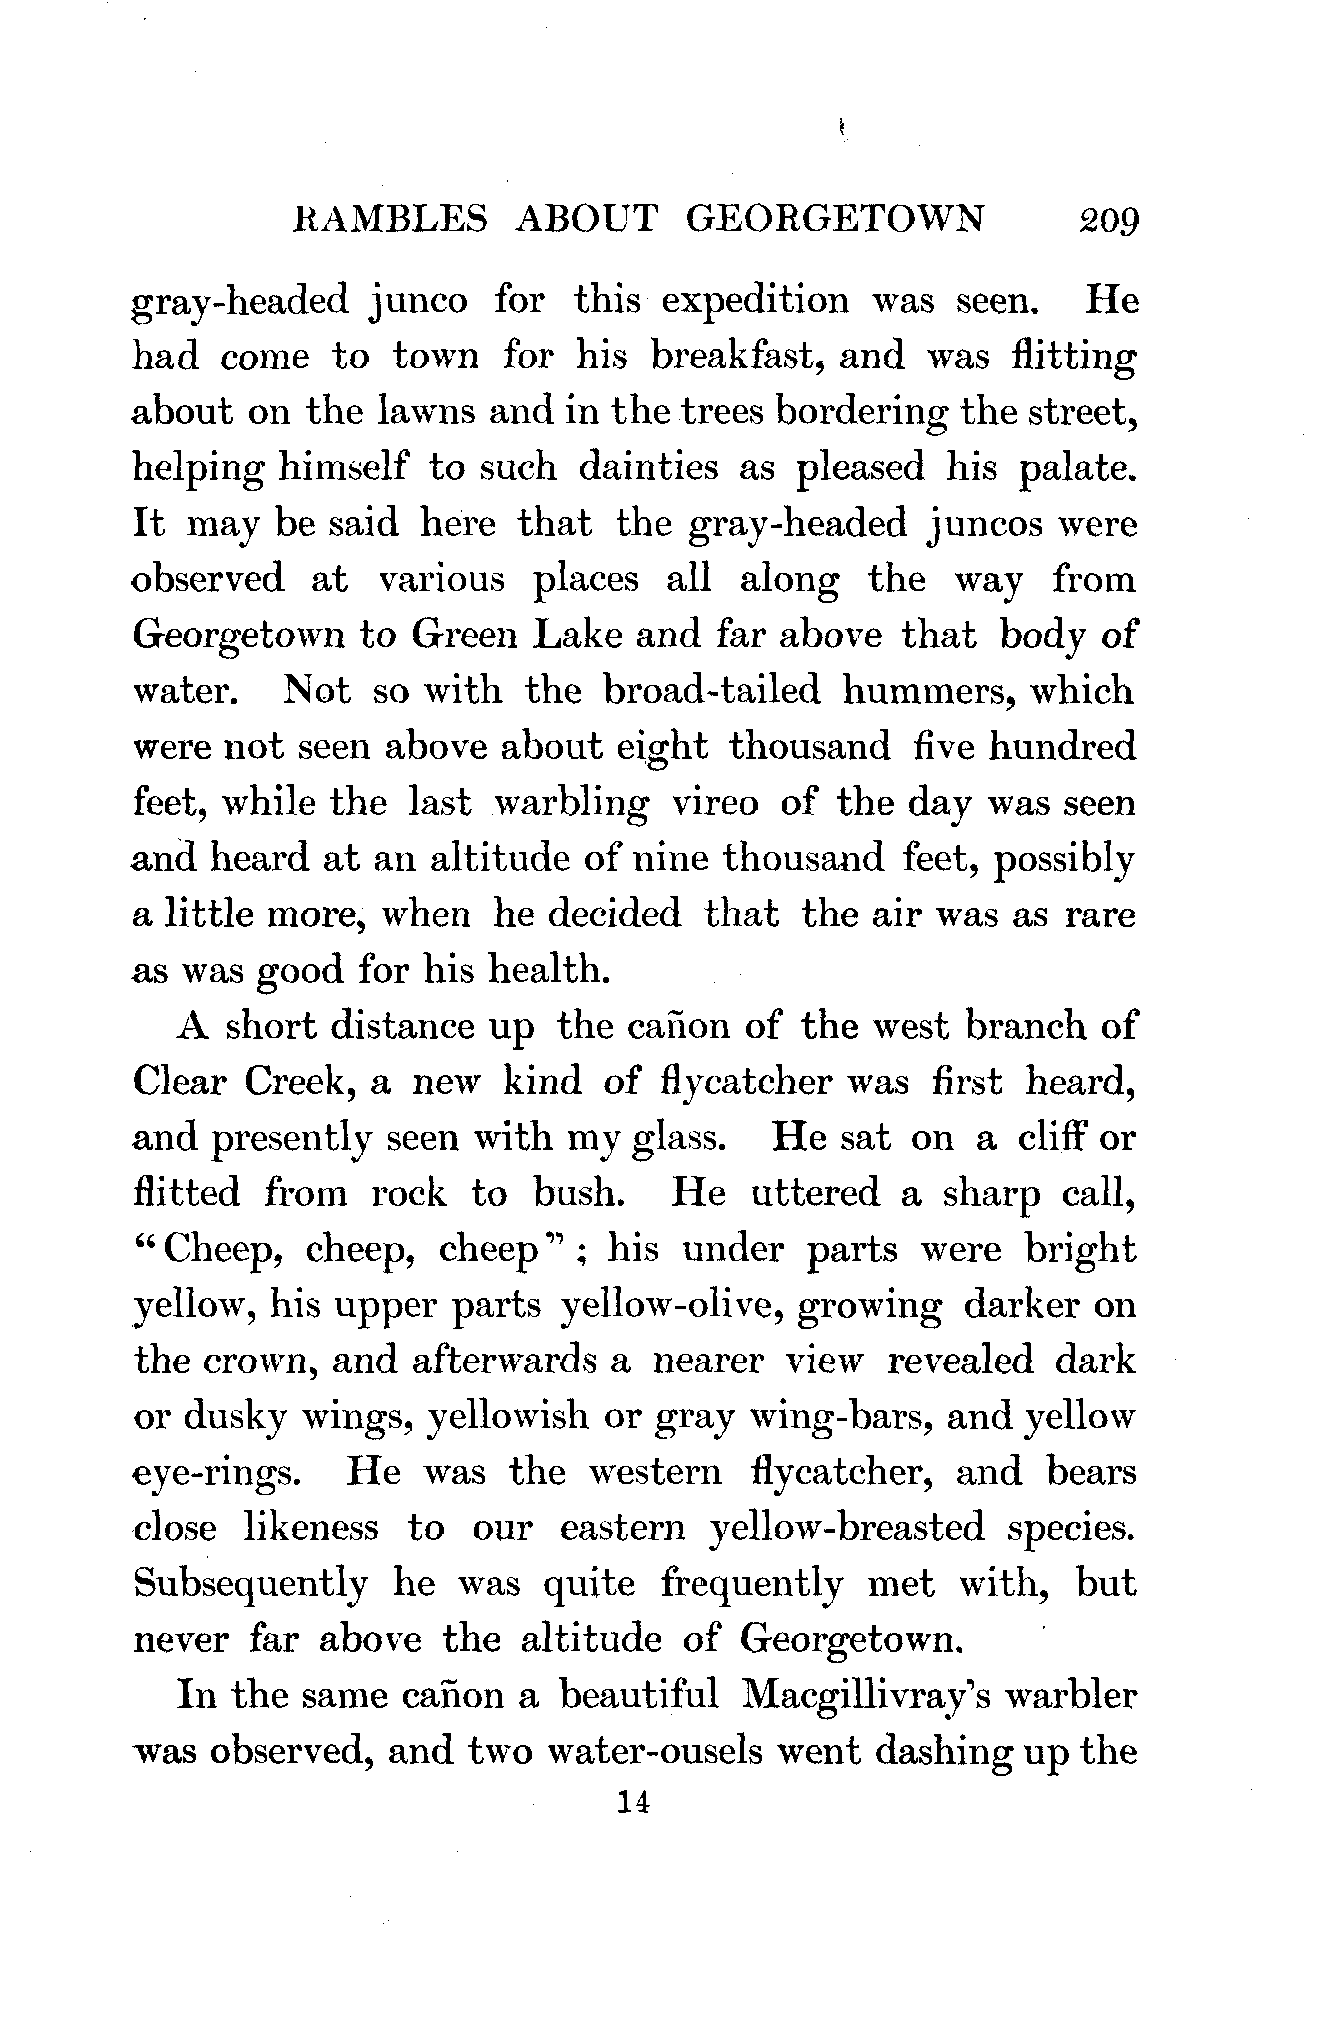 RAMBLES ABOUT GEORGETOWN 209
gray-headed junco for this expedition was seen. He
had come to town for his breakfast, and was flitting
about on the lawns and in the trees bordering the street,
helping himself to such dainties as pleased his palate.
It may be said here that the gray-headed juncos were
observed at various places all along the way from
Georgetown to Green Lake and far above that body of
water. Not so with the broad-tailed hummers, which
were not seen above about eight thousand five hundred
feet, while the last warbling vireo of the day was seen
and heard at an altitude of nine thousand feet, possibly
a little more, when he decided that the air was as rare
as was good for his health.
A short distance up the cañon of the west branch of
Clear Creek, a new kind of flycatcher was first heard,
and presently seen with my glass. He sat on a cliff or
flitted from rock to bush. He uttered a sharp call,
“Cheep, cheep, cheep”; his under parts were bright
yellow, his upper parts yellow-olive, growing darker on
the crown, and afterwards a nearer view revealed dark
or dusky wings, yellowish or gray wing-bars, and yellow
eye-rings. He was the western flycatcher, and bears
close likeness to our eastern yellow-breasted species.
Subsequently he was quite frequently met with, but
never far above the altitude of Georgetown.
In the same cañon a beautiful Macgillivray's warbler
was observed, and two water-ousels went dashing up the
14